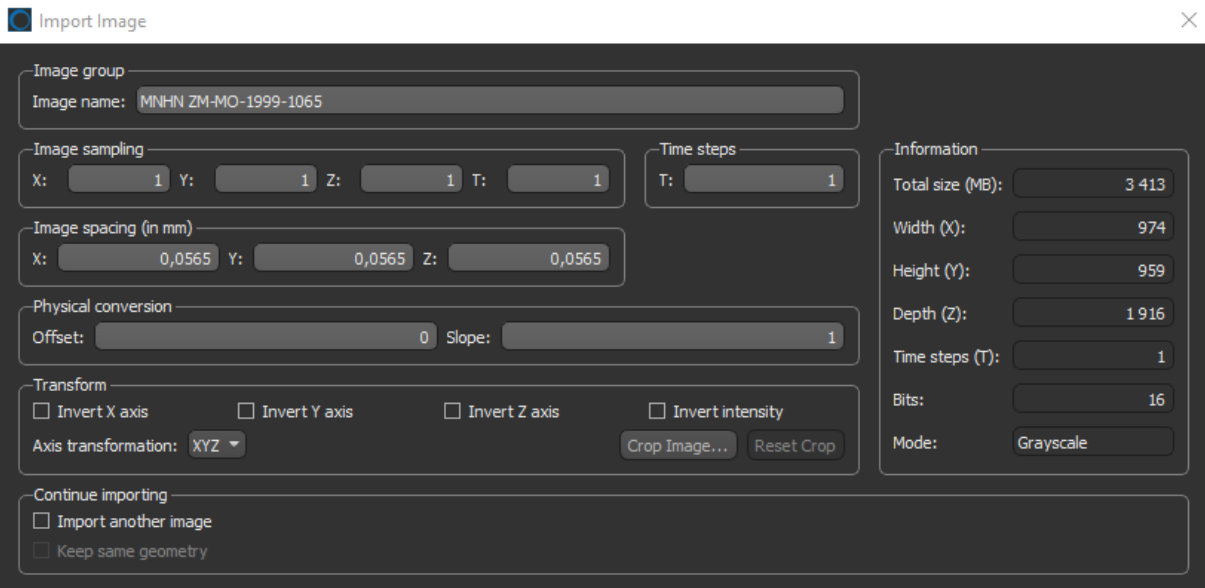 Import Image
Image group
Image name: MNHN ZM-MO-1999-1065
Image sampling
X: 1 Y: 1 Z: 1 T: 1
Time steps
T: 1
Image spacing (in mm)
X: 0,0565 Y: 0,0565 Z: 0,0565
Physical conversion
Offset: 0 Slope: 1
Transform
Invert X axis Invert Y axis Invert Z axis Invert intensity
Axis transformation: XYZ Crop Image... Reset Crop
Information
Total size (MB): 3 413
Width (X): 974
Height (Y): 959
Depth (Z): 1 916
Time steps (T): 1
Bits: 16
Mode: Grayscale
Continue importing
Import another image
Keep same geometry